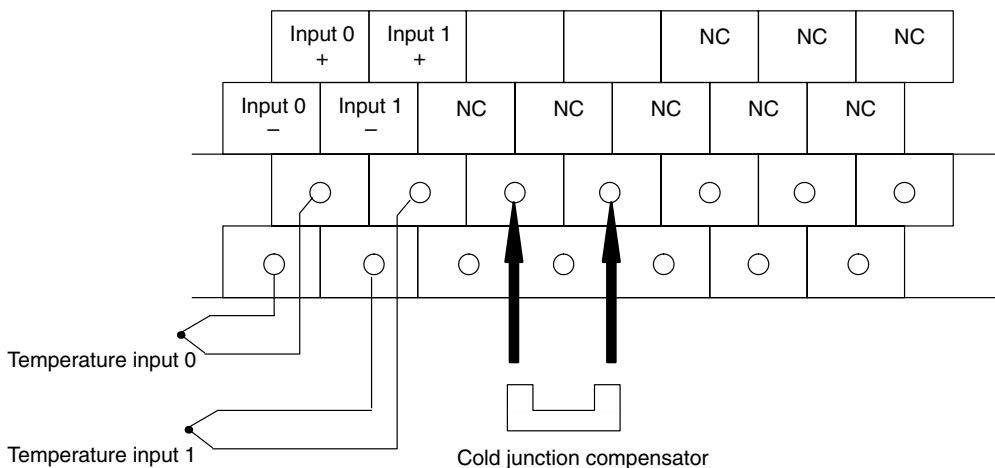 Input 0 Input 1 NC NC NC
+ +
Input 0 Input 1 NC NC NC NC NC
– –
Temperature input 0
Temperature input 1
Cold junction compensator